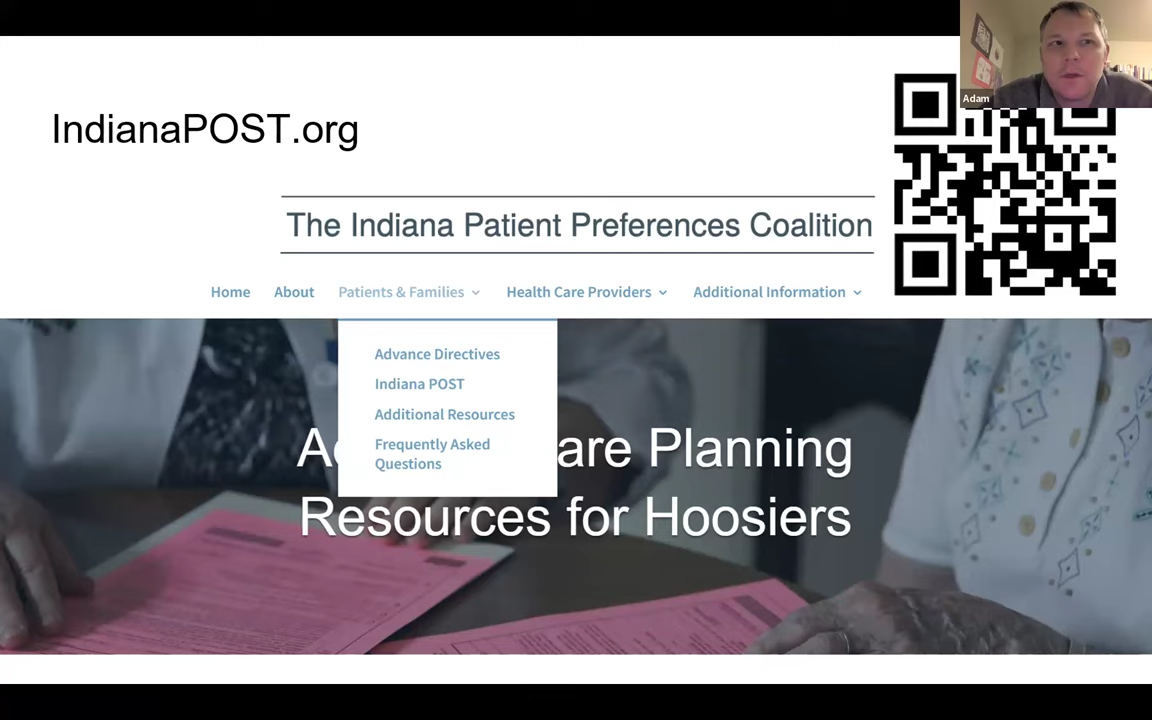 Adam
IndianaPOST.org
The Indiana Patient Preferences Coalition
Home About Patients & Families Health Care Providers Additional Information
Advance Directives
Indiana POST
Additional Resources
Frequently Asked
Questions
A are Planning
Resources for Hoosiers